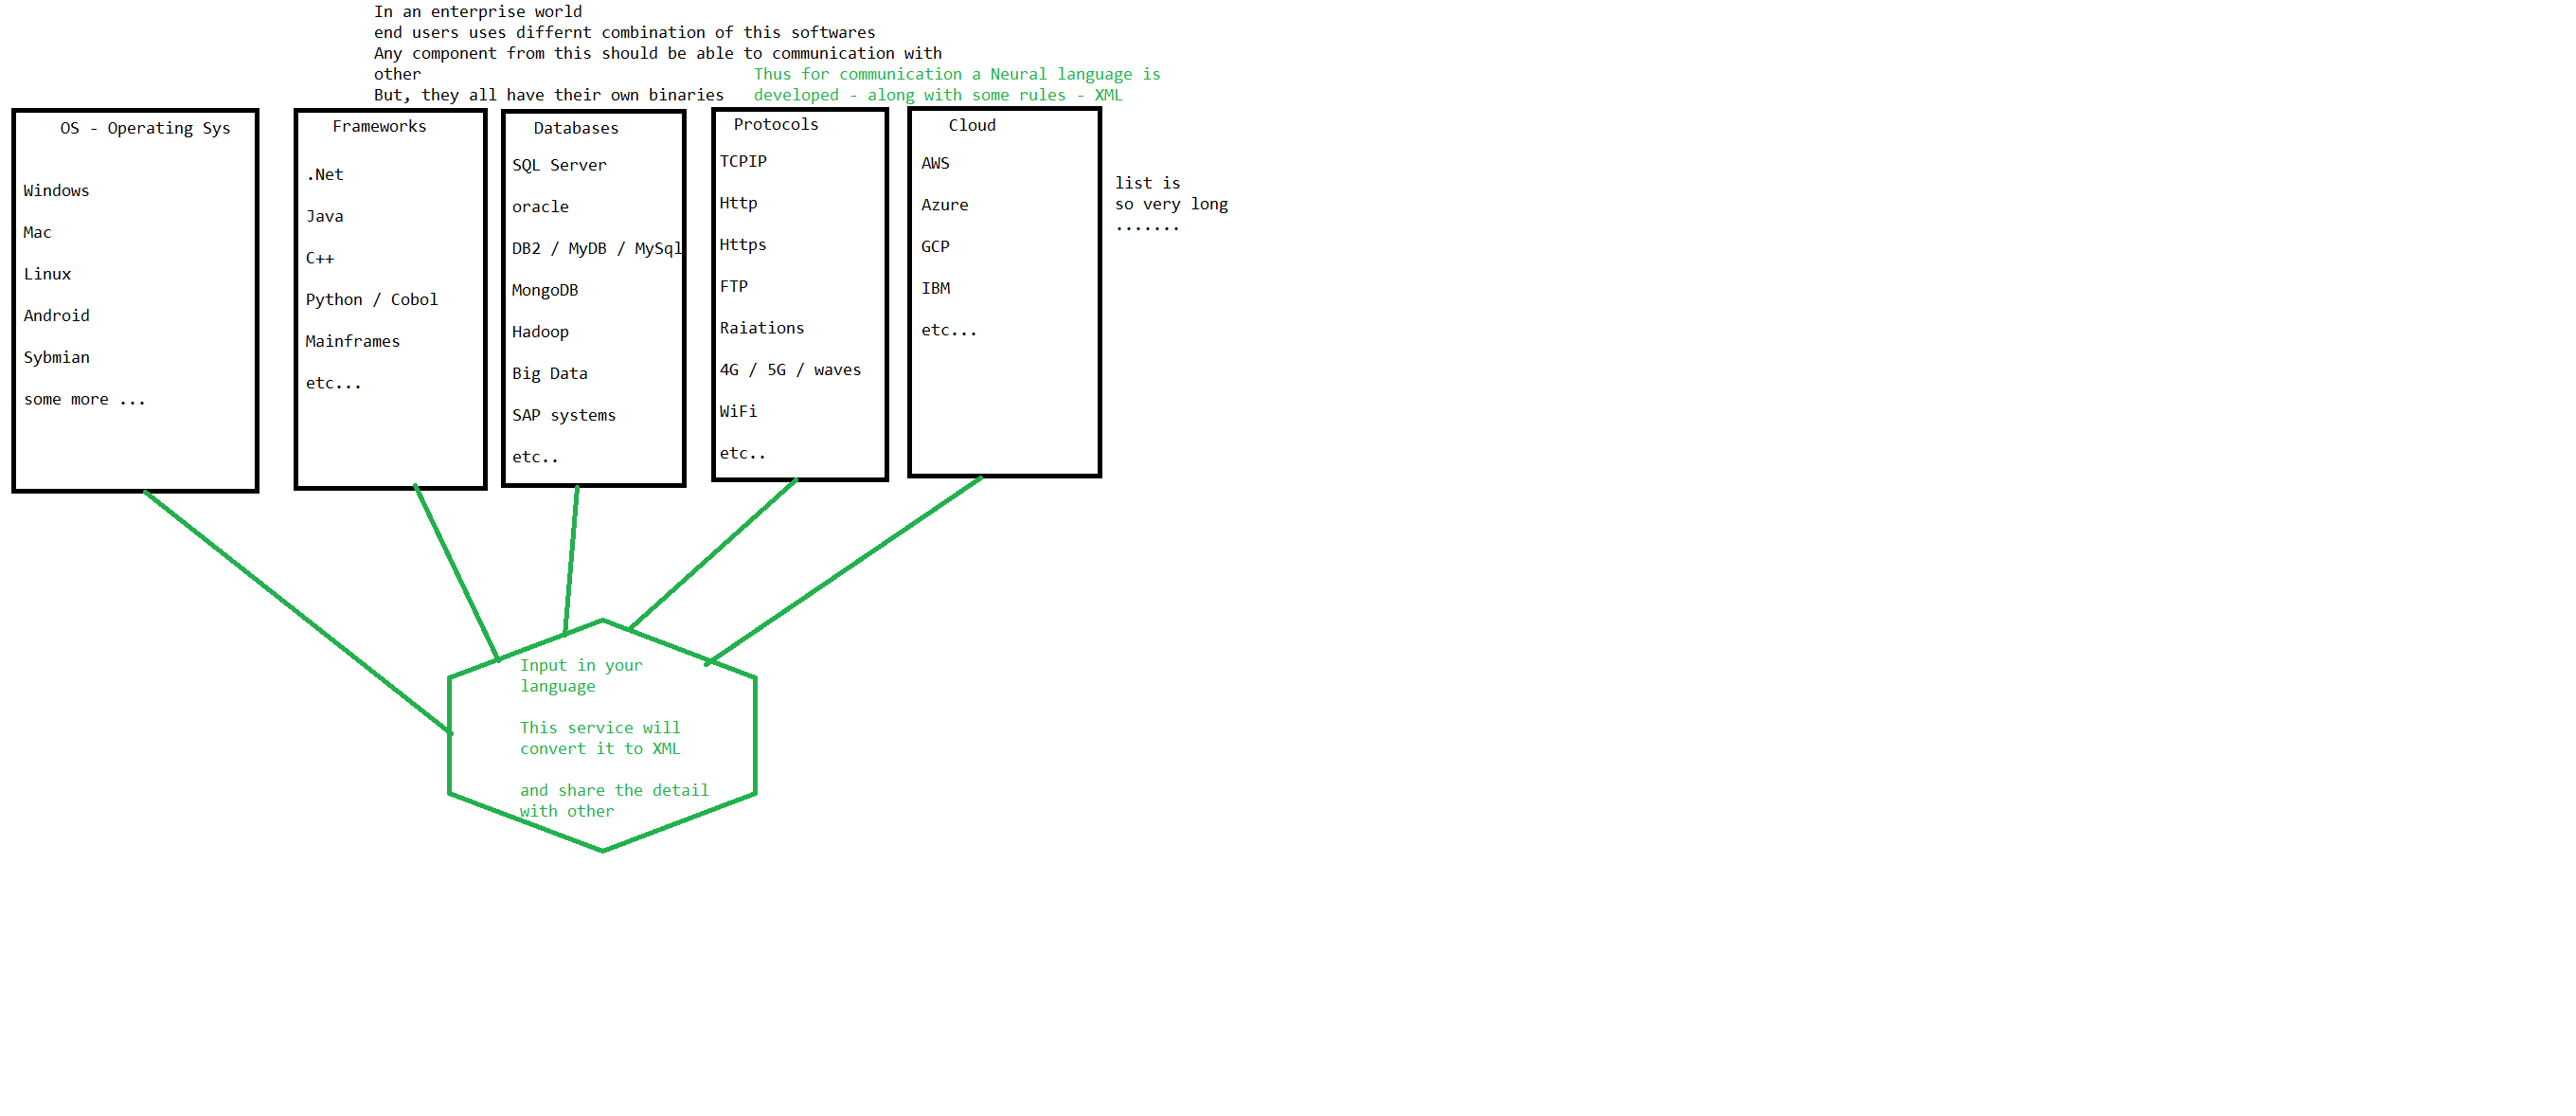 In an enterprise world
end users uses differnt combination of this softwares
Any component from this should be able to communication with
other
But, they all have their own binaries
Thus for communication a Neural language is
developed - along with some rules - XML
OS - Operating Sys
Windows
Mac
Linux
Android
Sybmian
some more ...
Frameworks
.Net
Java
C++
Python / Cobol
Mainframes
etc...
Databases
SQL Server
oracle
DB2 / MyDB / MySql
MongoDB
Hadoop
Big Data
SAP systems
etc..
Protocols
TCPIP
Http
Https
FTP
Raiations
4G / 5G / waves
WiFi
etc..
Cloud
AWS
Azure
GCP
IBM
etc...
list is
so very long
.......
Input in your
language
This service will
convert it to XML
and share the detail
with other